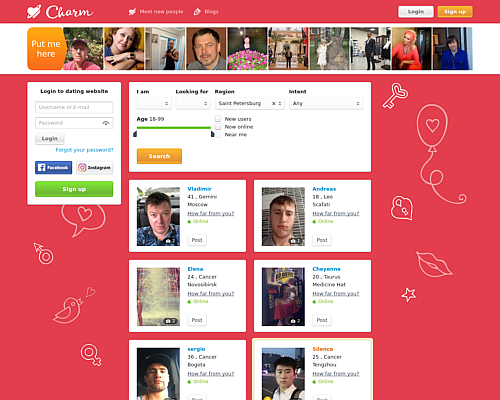 Charm
Meet new people
Blogs
Login
Sign up
Put me
here
Login to dating website
Username or E-mail
Password
Login
Forgot your password?
Facebook
Instagram
Sign up
I am
Looking for
Region
Intent
Saint Petersburg
Any
Age 18-99
New users
Now online
Near me
Search
Vladimir
41 , Gemini
Moscow
How far from you?
Online
2
Post
Andreas
18 , Leo
Scafati
How far from you?
Online
Post
Elena
24 , Cancer
Novosibirsk
How far from you?
Online
2
Post
Cheyenne
20 , Taurus
Medicine Hat
How far from you?
Online
2
Post
sergio
36 , Cancer
Bogota
How far from you?
Online
Silence
25 , Cancer
Tengzhou
How far from you?
Online